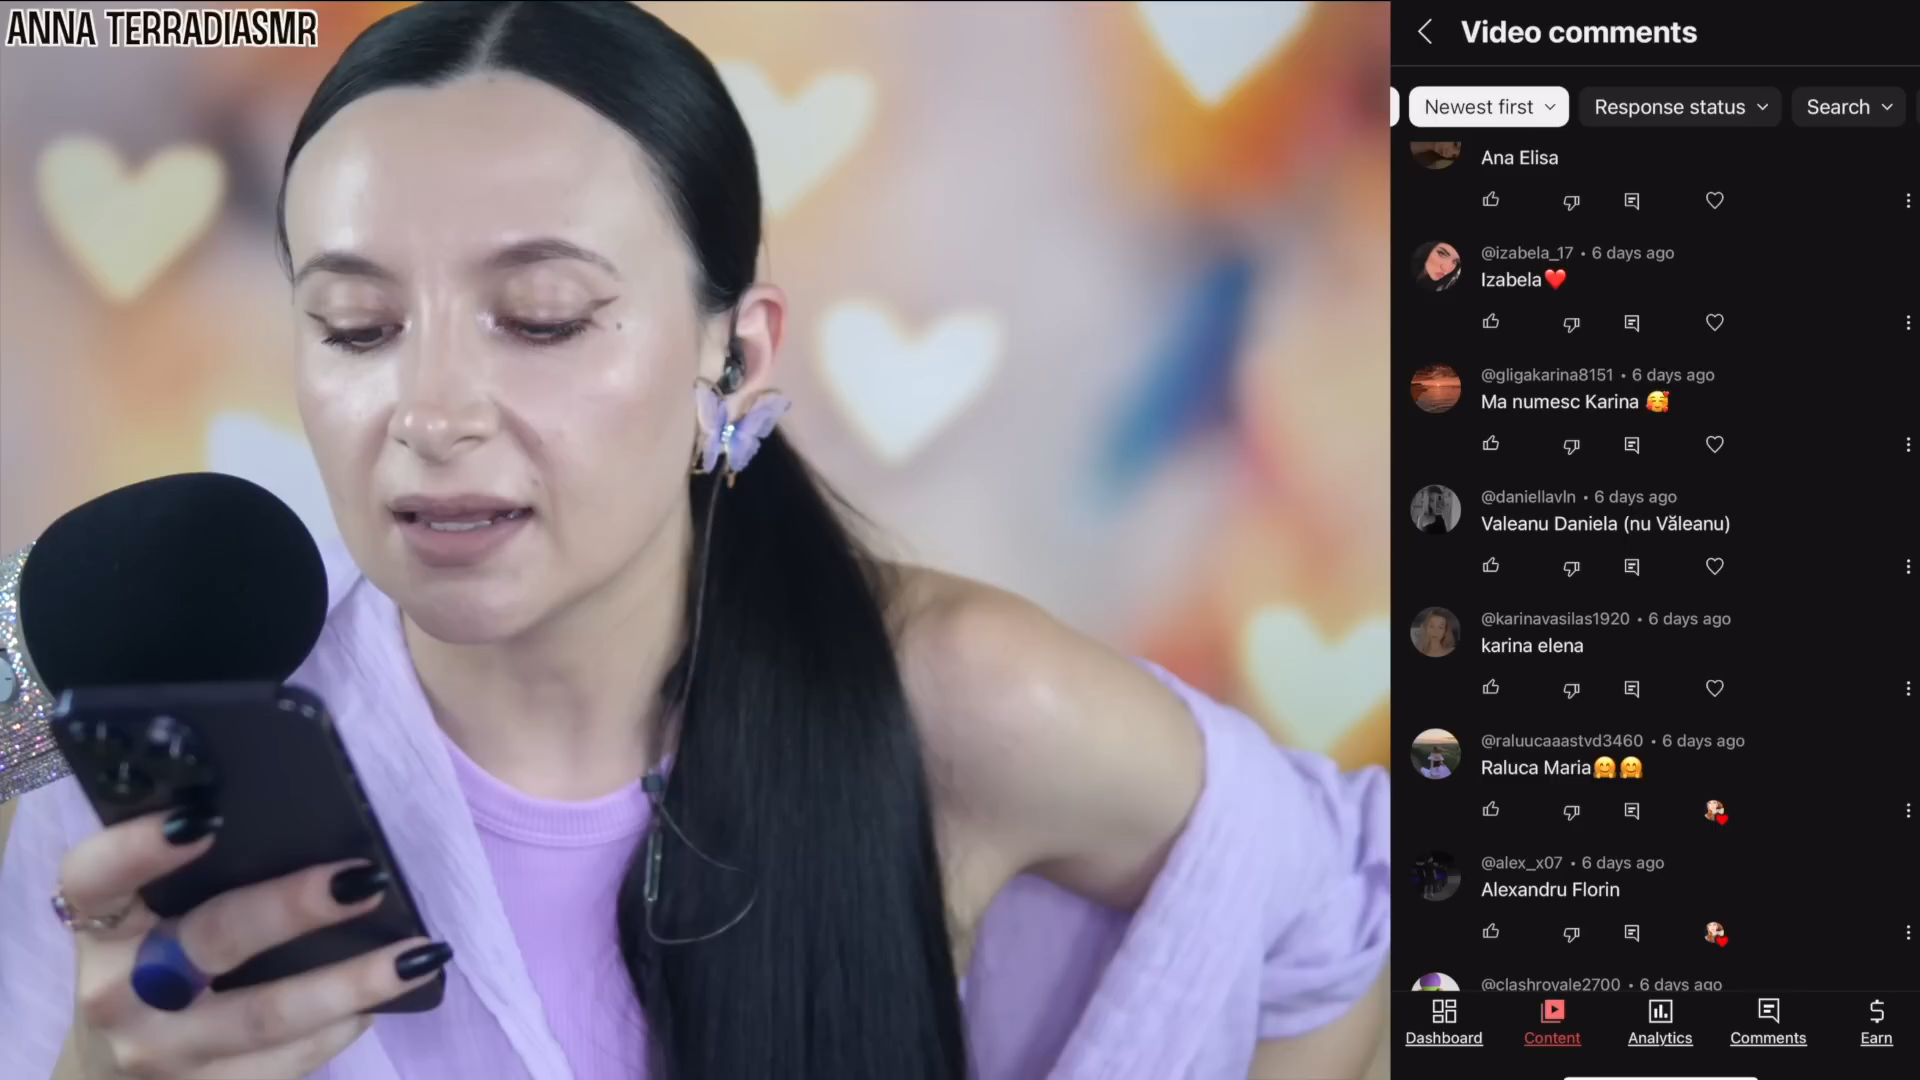 ANNA TERRADIASMR
Video comments
Newest first
Response status
Search
Ana Elisa
@izabela_17 • 6 days ago
Izabela❤️
@gligakarina8151 • 6 days ago
Ma numesc Karina 🥰
@daniellavln • 6 days ago
Valeanu Daniela (nu Văleanu)
@karinavasilas1920 • 6 days ago
karina elena
@raluucaaastvd3460 • 6 days ago
Raluca Maria🤗🤗
@alex_x07 • 6 days ago
Alexandru Florin
@clashroyale2700 • 6 days ago
Dashboard
Content
Analytics
Comments
Earn